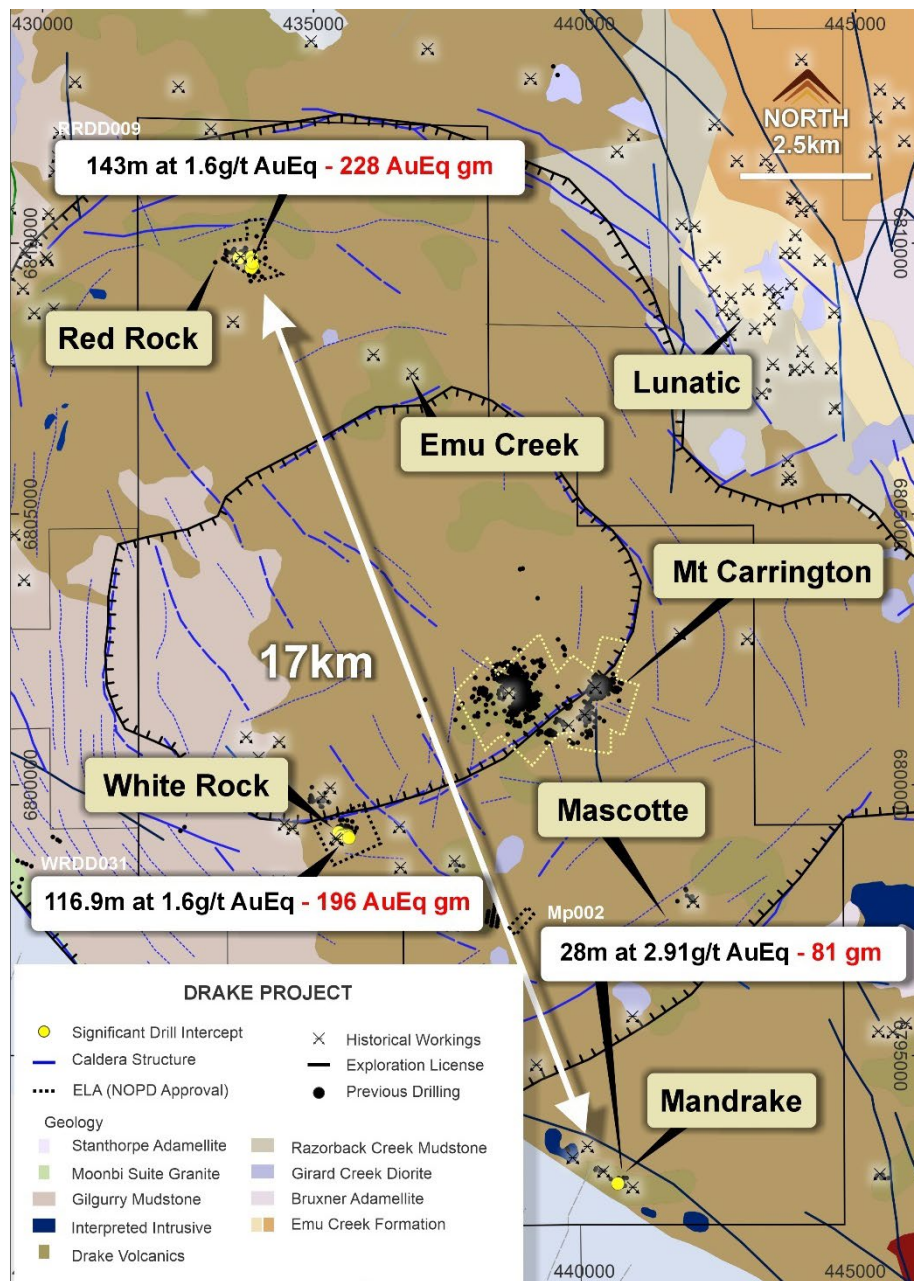 430000
435000
440000
445000
NORTH
2.5km
RRDD009
143m at 1.6g/t AuEq - 228 AuEq gm
6810000
6810000
Red Rock
Lunatic
Emu Creek
6805000
6805000
Mt Carrington
17km
6800000
6800000
White Rock
Mascotte
WRDD031
116.9m at 1.6g/t AuEq - 196 AuEq gm
Mp002
28m at 2.91g/t AuEq - 81 gm
6795000
Mandrake
DRAKE PROJECT
Significant Drill Intercept
Historical Workings
Caldera Structure
Exploration License
ELA (NOPD Approval)
Previous Drilling
Geology
Stanthorpe Adamellite
Razorback Creek Mudstone
Moonbi Suite Granite
Girard Creek Diorite
Gilgurry Mudstone
Bruxner Adamellite
Interpreted Intrusive
Emu Creek Formation
Drake Volcanics
440000
445000